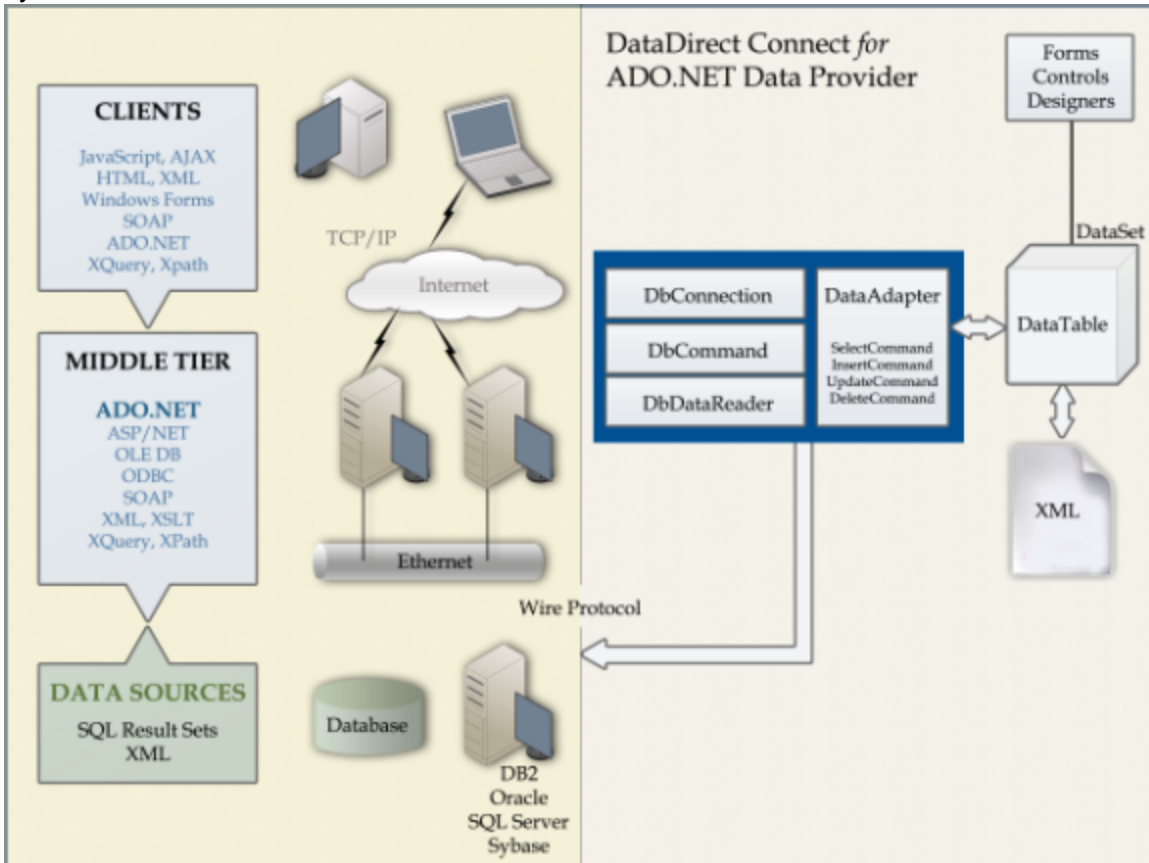 CLIENTS
JavaScript, AJAX
HTML, XML
Windows Forms
SOAP
ADO.NET
XQuery, Xpath
MIDDLE TIER
ADO.NET
ASP/NET
OLE DB
ODBC
SOAP
XML, XSLT
XQuery, XPath
DATA SOURCES
SQL Result Sets
XML
TCP/IP
Internet
Ethernet
Wire Protocol
Database
DB2
Oracle
SQL Server
Sybase
DataDirect Connect for
ADO.NET Data Provider
DbConnection
DbCommand
DbDataReader
DataAdapter
SelectCommand
InsertCommand
UpdateCommand
DeleteCommand
Forms
Controls
Designers
DataSet
DataTable
XML